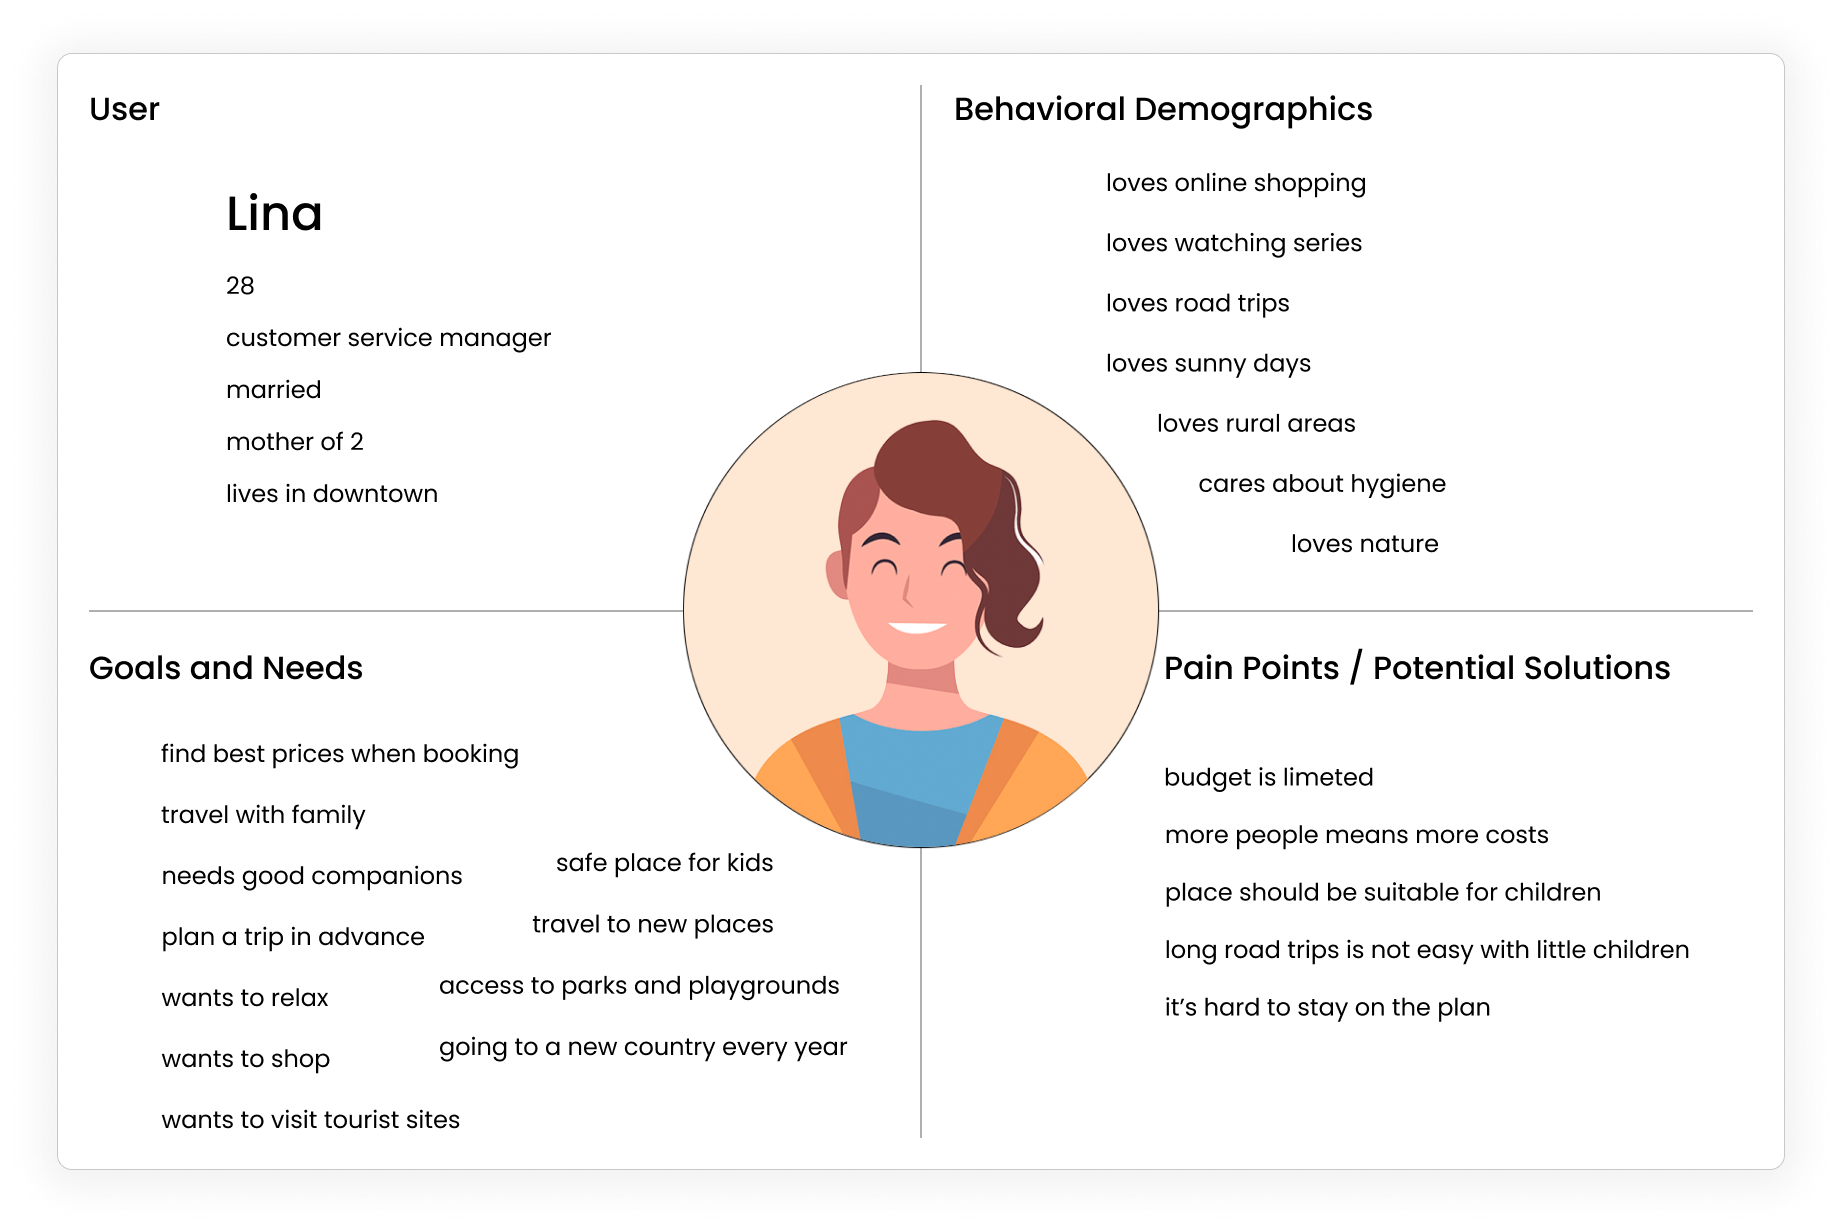 User
Lina
28
customer service manager
married
mother of 2
lives in downtown
Behavioral Demographics
loves online shopping
loves watching series
loves road trips
loves sunny days
loves rural areas
cares about hygiene
loves nature
Goals and Needs
find best prices when booking
travel with family
needs good companions
plan a trip in advance
wants to relax
wants to shop
wants to visit tourist sites
safe place for kids
travel to new places
access to parks and playgrounds
going to a new country every year
Pain Points / Potential Solutions
budget is limeted
more people means more costs
place should be suitable for children
long road trips is not easy with little children
it’s hard to stay on the plan